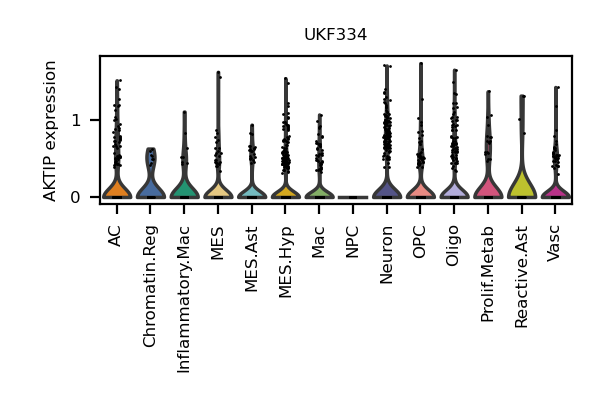 UKF334
AKTIP expression
1
0
AC
Chromatin.Reg
Inflammatory.Mac
MES
MES.Ast
MES.Hyp
Mac
NPC
Neuron
OPC
Oligo
Prolif.Metab
Reactive.Ast
Vasc